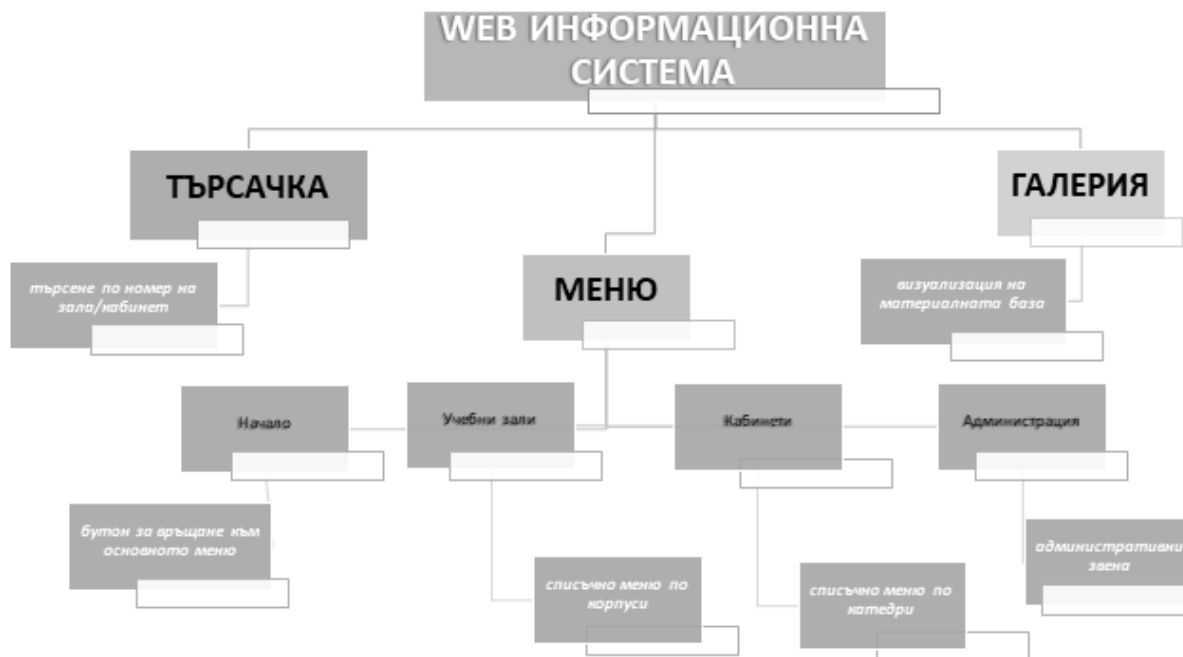 WEB ИНФОРМАЦИОННА
СИСТЕМА
ТЪРСАЧКА
ГАЛЕРИЯ
търсене по номер на
зала/кабинет
МЕНЮ
визуализация на
материалната база
Начало
Учебни зали
Кабинети
Администрация
бутон за връщане към
основното меню
списъчно меню по
корпуси
списъчно меню по
катедри
административни
звена